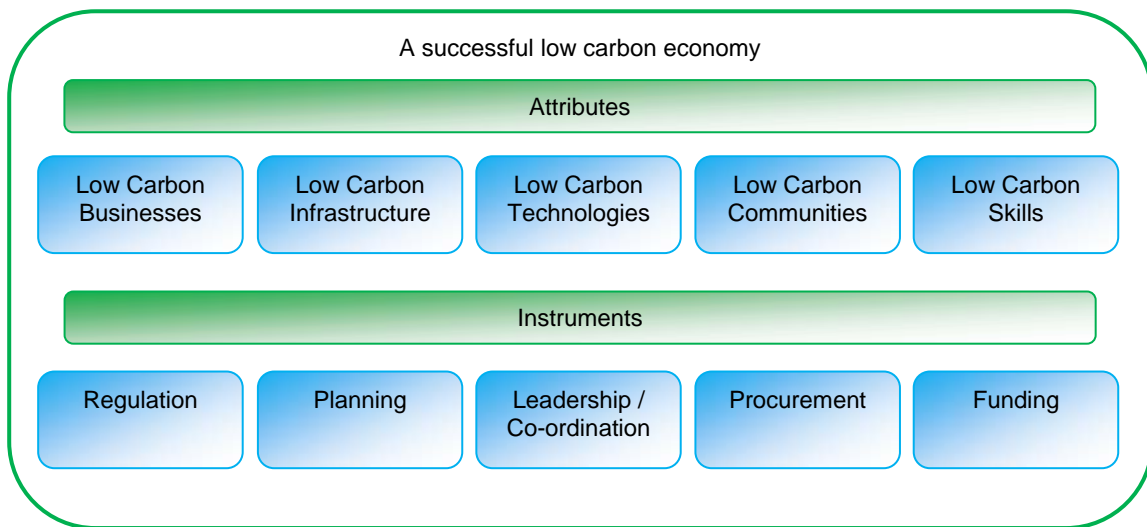 A successful low carbon economy
Attributes
Low Carbon
Businesses
Low Carbon
Infrastructure
Low Carbon
Technologies
Low Carbon
Communities
Low Carbon
Skills
Instruments
Regulation
Planning
Leadership /
Co-ordination
Procurement
Funding